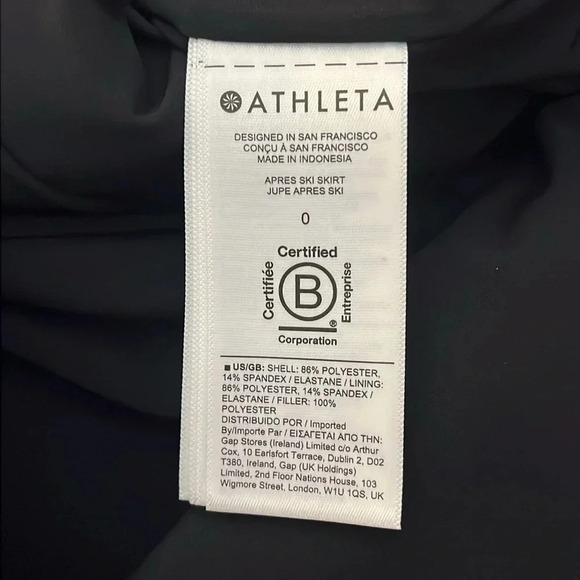 ATHLETA
DESIGNED IN SAN FRANCISCO
CONÇU À SAN FRANCISCO
MADE IN INDONESIA
APRES SKI SKIRT
JUPE APRES SKI
0
Certified
Certifiée
B
Entreprise
®
Corporation
■ US/GB: SHELL: 86% POLYESTER,
14% SPANDEX / ELASTANE / LINING:
86% POLYESTER, 14% SPANDEX /
ELASTANE / FILLER: 100%
POLYESTER
DISTRIBUIDO POR / Imported
By/Importe Par / ΕΙΣΑΓΕΤΑΙ ΑΠΟ ΤΗΝ:
Gap Stores (Ireland) Limited c/o Arthur
Cox, 10 Earlsfort Terrace, Dublin 2, D02
T380, Ireland, Gap (UK Holdings)
Limited, 2nd Floor Nations House, 103
Wigmore Street, London, W1U 1QS, UK